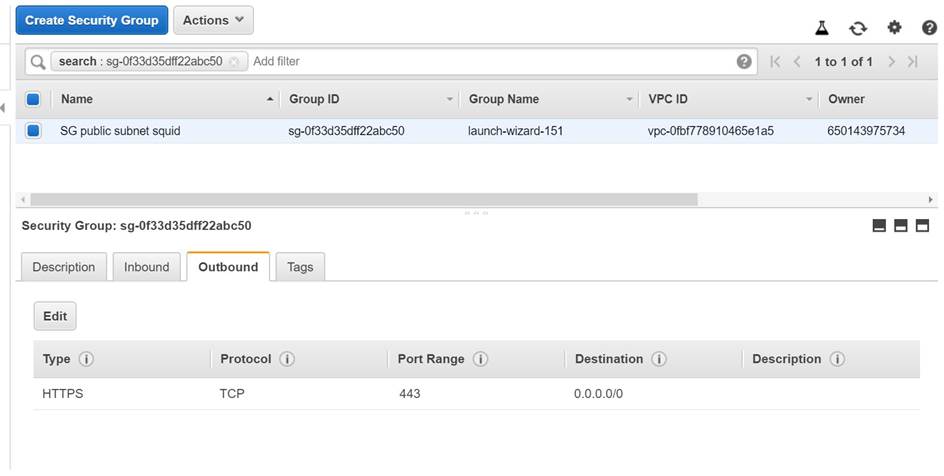 Create Security Group Actions
search : sg-0f33d35dff22abc50 Add filter 1 to 1 of 1
Name Group ID Group Name VPC ID Owner
SG public subnet squid sg-0f33d35dff22abc50 launch-wizard-151 vpc-0fbf778910465e1a5 650143975734
Security Group: sg-0f33d35dff22abc50
Description Inbound Outbound Tags
Edit
Type Protocol Port Range Destination Description
HTTPS TCP 443 0.0.0.0/0